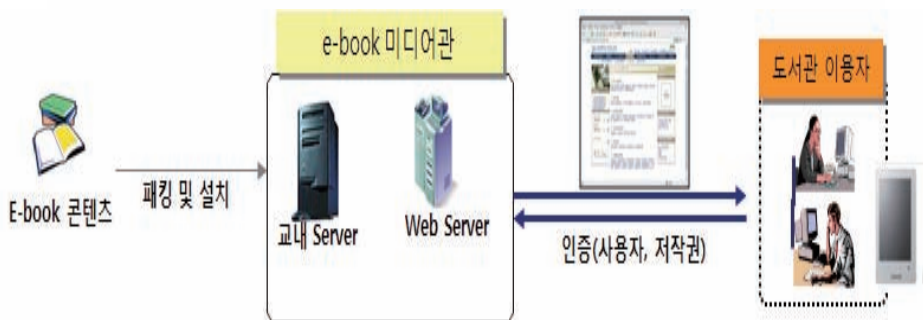 e-book 미디어관
도서관 이용자
E-book 콘텐츠
패킹 및 설치
교내 Server
Web Server
인증(사용자, 저작권)